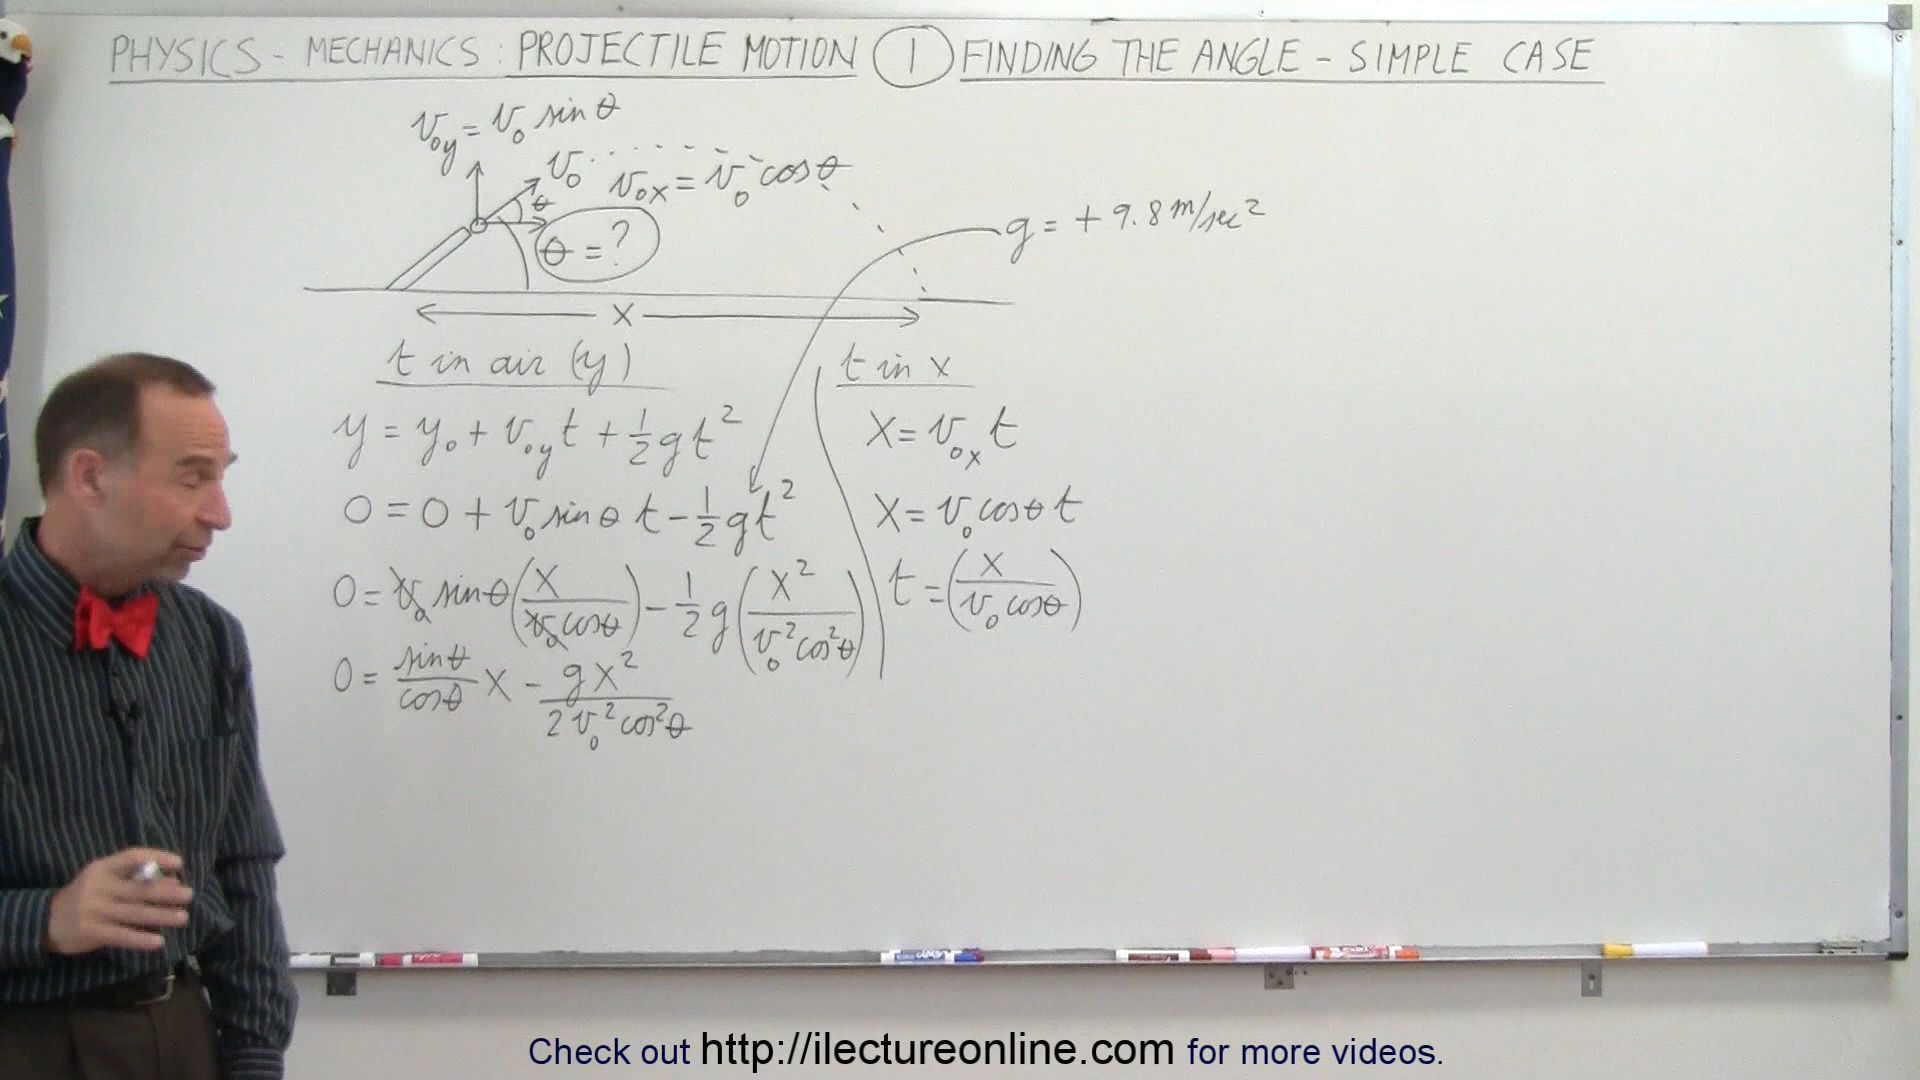 PHYSICS - MECHANICS: PROJECTILE MOTION ① FINDING THE ANGLE - SIMPLE CASE
v₀y = v₀ sin θ
v₀
v₀x = v₀ cos θ
θ
g = + 9.8 m/sec²
θ = ?
X
t in air (y)
y = y₀ + v₀y t + 1/2 g t²
0 = 0 + v₀ sin θ t - 1/2 g t²
0 = v₀ sin θ (X / v₀ cos θ) - 1/2 g (X² / v₀² cos² θ)
0 = sin θ / cos θ X - g X² / 2 v₀² cos² θ
t in X
X = v₀x t
X = v₀ cos θ t
t = (X / v₀ cos θ)
Check out http://ilectureonline.com for more videos.